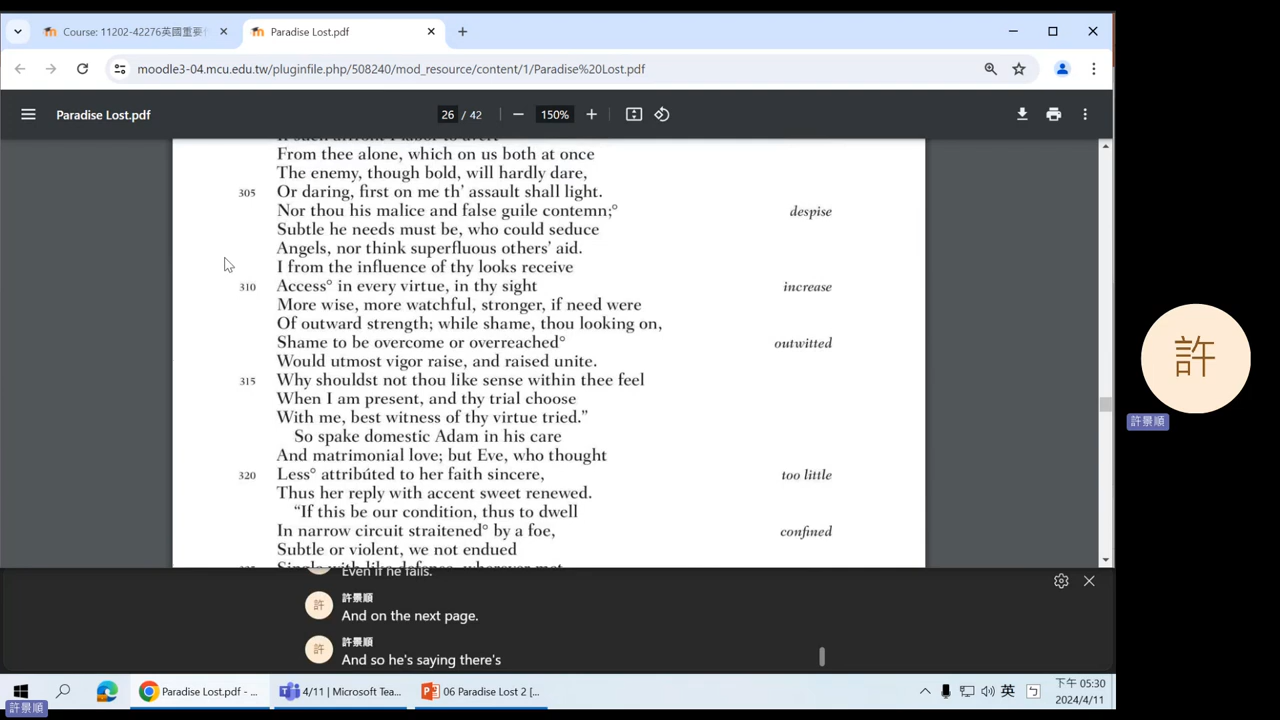 Course: 11202-42276英國重要
Paradise Lost.pdf
moodle3-04.mcu.edu.tw/pluginfile.php/508240/mod_resource/content/1/Paradise%20Lost.pdf
Paradise Lost.pdf
26 / 42
150%
From thee alone, which on us both at once
The enemy, though bold, will hardly dare,
305 Or daring, first on me th' assault shall light.
Nor thou his malice and false guile contemn;° despise
Subtle he needs must be, who could seduce
Angels, nor think superfluous others' aid.
I from the influence of thy looks receive
310 Access° in every virtue, in thy sight increase
More wise, more watchful, stronger, if need were
Of outward strength; while shame, thou looking on,
Shame to be overcome or overreached° outwitted
Would utmost vigor raise, and raised unite.
315 Why shouldst not thou like sense within thee feel
When I am present, and thy trial choose
With me, best witness of thy virtue tried.”
So spake domestic Adam in his care
And matrimonial love; but Eve, who thought
320 Less° attribúted to her faith sincere, too little
Thus her reply with accent sweet renewed.
“If this be our condition, thus to dwell
In narrow circuit straitened° by a foe, confined
Subtle or violent, we not endued
Even if he falls.
許 許景順
And on the next page.
許 許景順
And so he's saying there's
許
許景順
Paradise Lost.pdf - ...
4/11 | Microsoft Tea...
06 Paradise Lost 2 [...
英
ㄅ
下午 05:30
2024/4/11
許景順